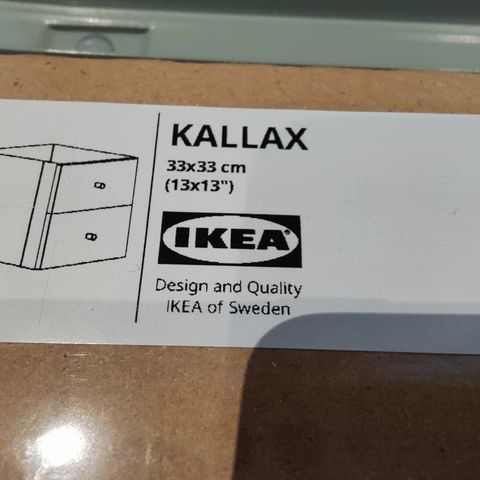 KALLAX
33x33 cm
(13x13")
IKEA®
Design and Quality
IKEA of Sweden